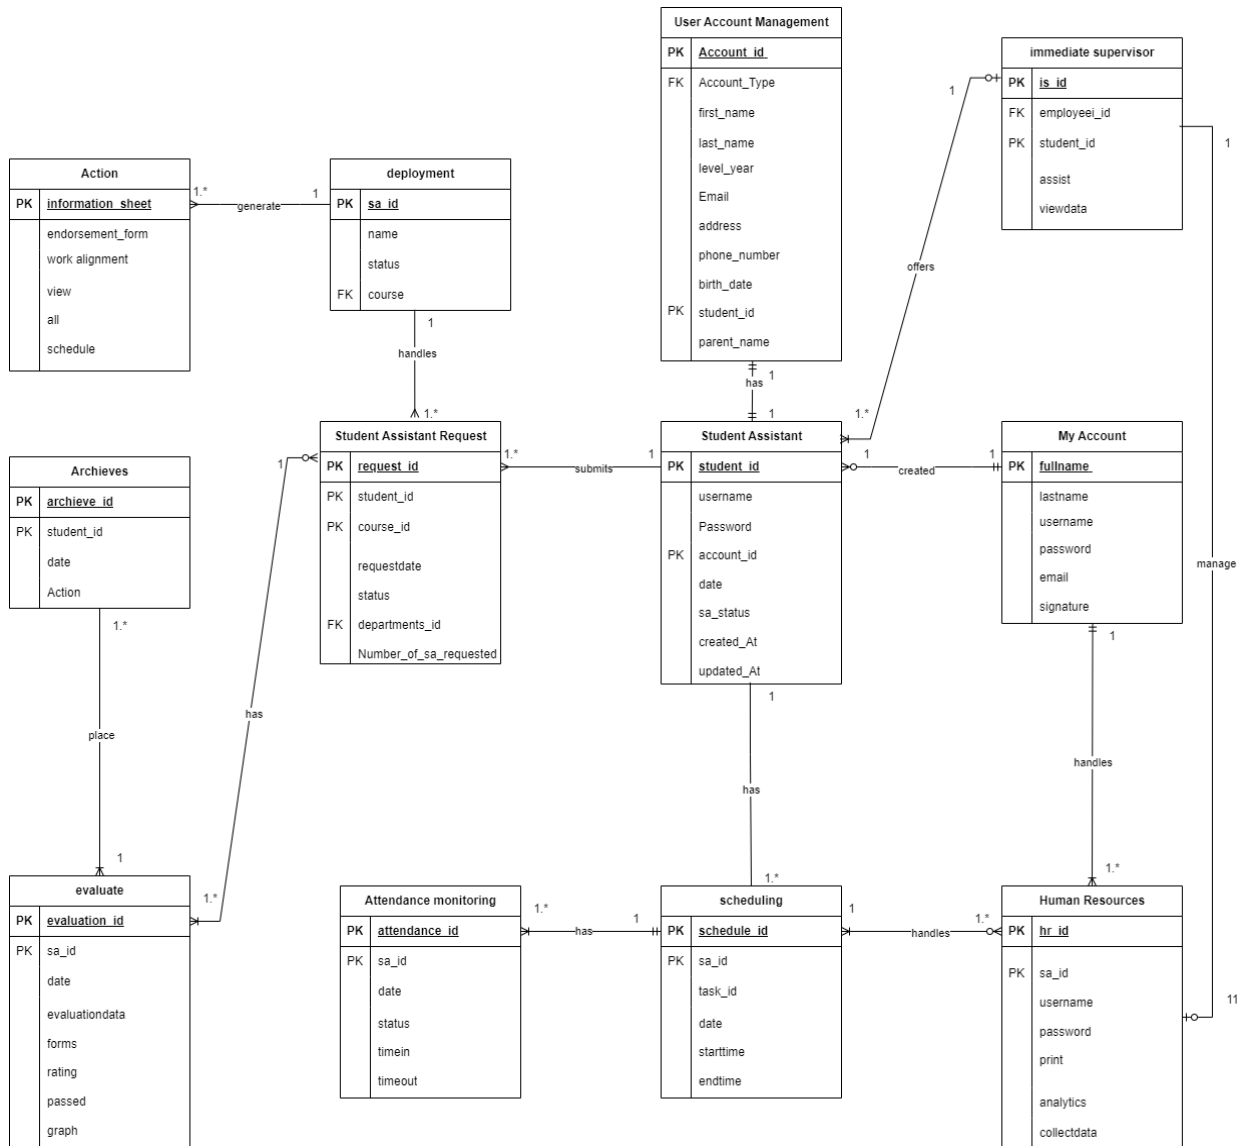 User Account Management
PK Account_id
FK Account_Type
first_name
last_name
level_year
Email
address
phone_number
birth_date
PK student_id
parent_name
immediate supervisor
PK is_id
FK employeei_id
PK student_id
assist
viewdata
Action
PK information_sheet
endorsement_form
work alignment
view
all
schedule
1.*
generate
1
deployment
PK sa_id
name
status
FK course
1
handles
1.*
1
has
1
1
offers
1.*
1
manage
11
Student Assistant Request
PK request_id
PK student_id
PK course_id
requestdate
status
FK departments_id
Number_of_sa_requested
1.*
submits
1
Student Assistant
PK student_id
username
Password
PK account_id
date
sa_status
created_At
updated_At
1
created
1
My Account
PK fullname
lastname
username
password
email
signature
Archieves
PK archieve_id
PK student_id
date
Action
1.*
place
1
1
has
1.*
1
has
1.*
1
handles
1.*
evaluate
PK evaluation_id
PK sa_id
date
evaluationdata
forms
rating
passed
graph
Attendance monitoring
PK attendance_id
PK sa_id
date
status
timein
timeout
1.*
has
1
scheduling
PK schedule_id
PK sa_id
task_id
date
starttime
endtime
1
handles
1.*
Human Resources
PK hr_id
PK sa_id
username
password
print
analytics
collectdata